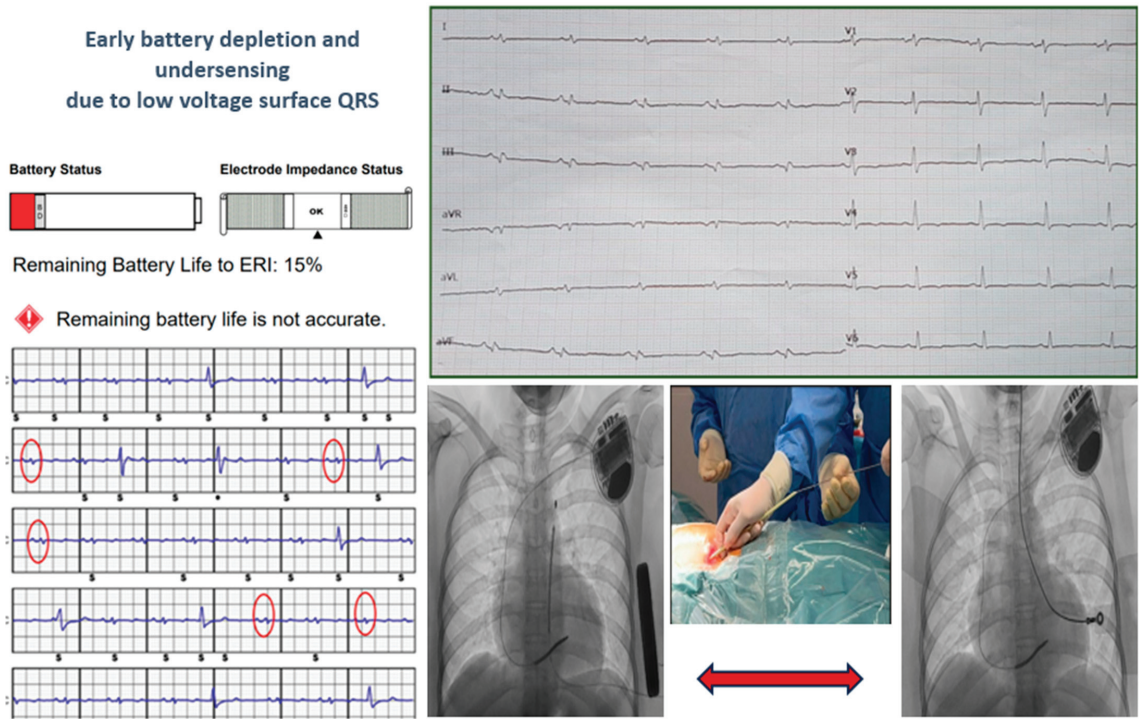 Early battery depletion and
undersensing
due to low voltage surface QRS
Battery Status
Electrode Impedance Status
BD
OK
Remaining Battery Life to ERI: 15%
Remaining battery life is not accurate.
S S S S S S S
S S S • S S
S S S S S
S S S S S S
I
II
III
aVR
aVL
aVF
V1
V2
V3
V4
V5
V6